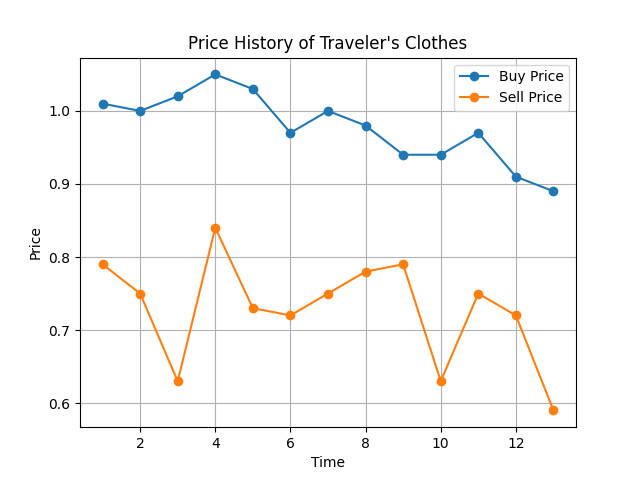 Price History of Traveler's Clothes
Buy Price
Sell Price
Price
1.0
0.9
0.8
0.7
0.6
2 4 6 8 10 12
Time